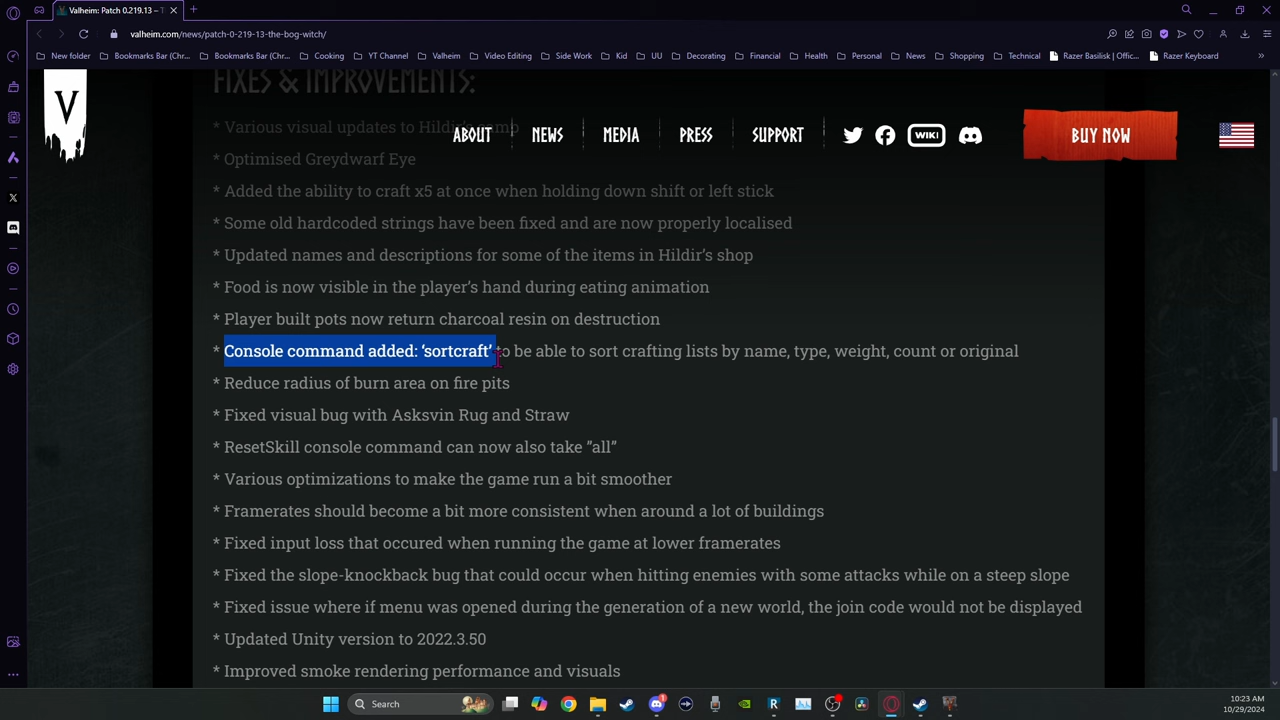 Valheim: Patch 0.219.13 – T
valheim.com/news/patch-0-219-13-the-bog-witch/
New folder
Bookmarks Bar (Chr...
Bookmarks Bar (Chr...
Cooking
YT Channel
Valheim
Video Editing
Side Work
Kid
UU
Decorating
Financial
Health
Personal
News
Shopping
Technical
Razer Basilisk | Offic...
Razer Keyboard
V
FIXES & IMPROVEMENTS:
ABOUT
NEWS
MEDIA
PRESS
SUPPORT
WIKI
BUY NOW
* Various visual updates to Hildir’s camp
* Optimised Greydwarf Eye
* Added the ability to craft x5 at once when holding down shift or left stick
* Some old hardcoded strings have been fixed and are now properly localised
* Updated names and descriptions for some of the items in Hildir’s shop
* Food is now visible in the player’s hand during eating animation
* Player built pots now return charcoal resin on destruction
* Console command added: ‘sortcraft’ to be able to sort crafting lists by name, type, weight, count or original
* Reduce radius of burn area on fire pits
* Fixed visual bug with Asksvin Rug and Straw
* ResetSkill console command can now also take ”all”
* Various optimizations to make the game run a bit smoother
* Framerates should become a bit more consistent when around a lot of buildings
* Fixed input loss that occured when running the game at lower framerates
* Fixed the slope-knockback bug that could occur when hitting enemies with some attacks while on a steep slope
* Fixed issue where if menu was opened during the generation of a new world, the join code would not be displayed
* Updated Unity version to 2022.3.50
* Improved smoke rendering performance and visuals
Search
10:23 AM
10/29/2024